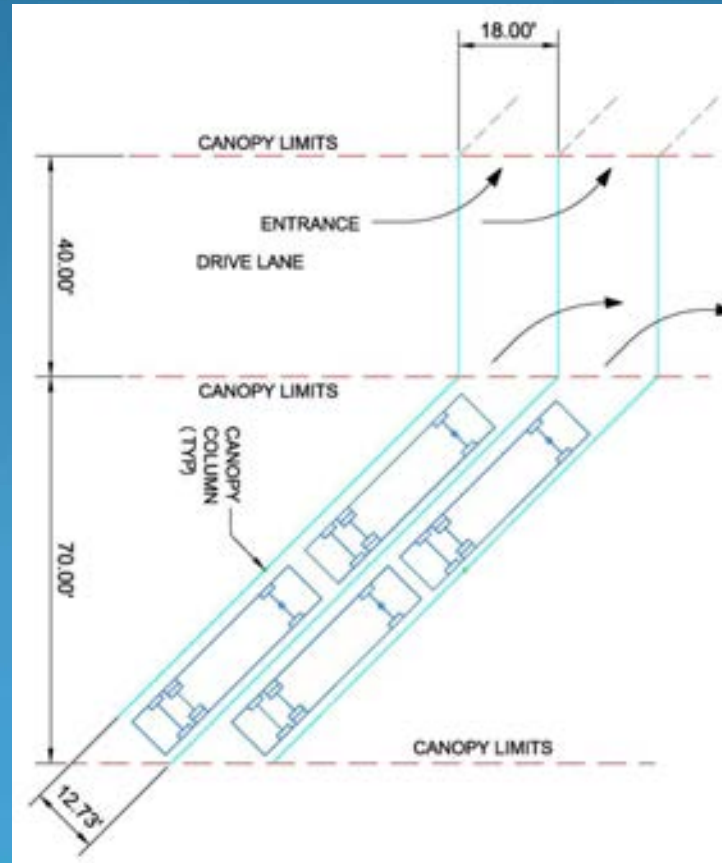 18.00'
CANOPY LIMITS
ENTRANCE
DRIVE LANE
40.00'
CANOPY LIMITS
CANOPY
COLUMN
(TYP)
70.00'
CANOPY LIMITS
12.73'